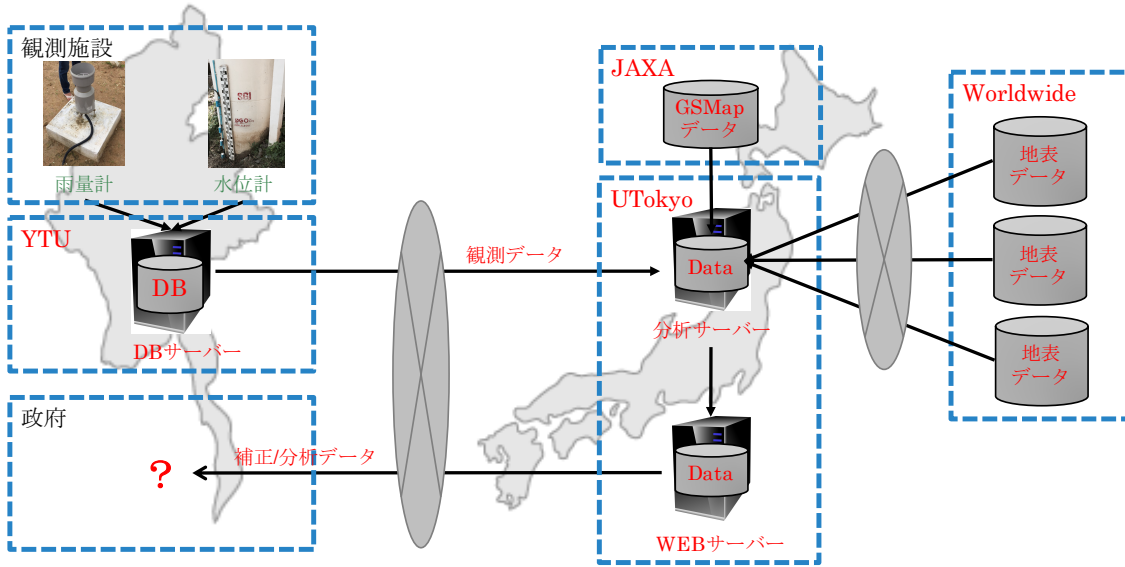 観測施設
雨量計
水位計
YTU
DB
DBサーバー
政府
?
観測データ
補正/分析データ
JAXA
GSMap
データ
UTokyo
Data
分析サーバー
Data
WEBサーバー
Worldwide
地表
データ
地表
データ
地表
データ